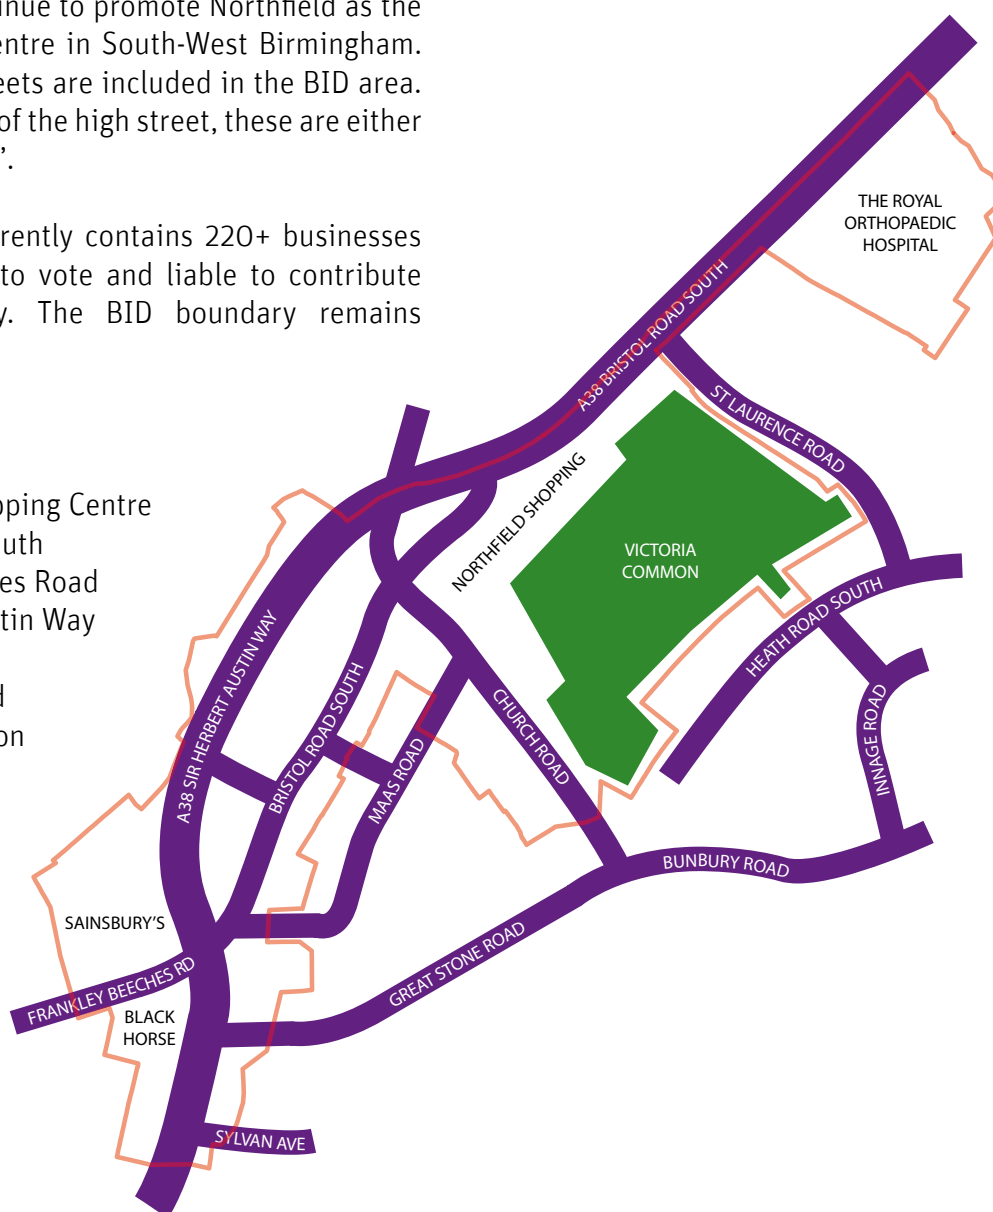 inue to promote Northfield as the
entre in South-West Birmingham.
eets are included in the BID area.
of the high street, these are either
’.
rrently contains 220+ businesses
to vote and liable to contribute
y. The BID boundary remains
pping Centre
uth
es Road
tin Way
d
on
THE ROYAL
ORTHOPAEDIC
HOSPITAL
A38 BRISTOL ROAD SOUTH
ST LAURENCE ROAD
NORTHFIELD SHOPPING
VICTORIA
COMMON
HEATH ROAD SOUTH
A38 SIR HERBERT AUSTIN WAY
BRISTOL ROAD SOUTH
MAAS ROAD
CHURCH ROAD
INNAGE ROAD
BUNBURY ROAD
SAINSBURY'S
GREAT STONE ROAD
FRANKLEY BEECHES RD
BLACK
HORSE
SYLVAN AVE